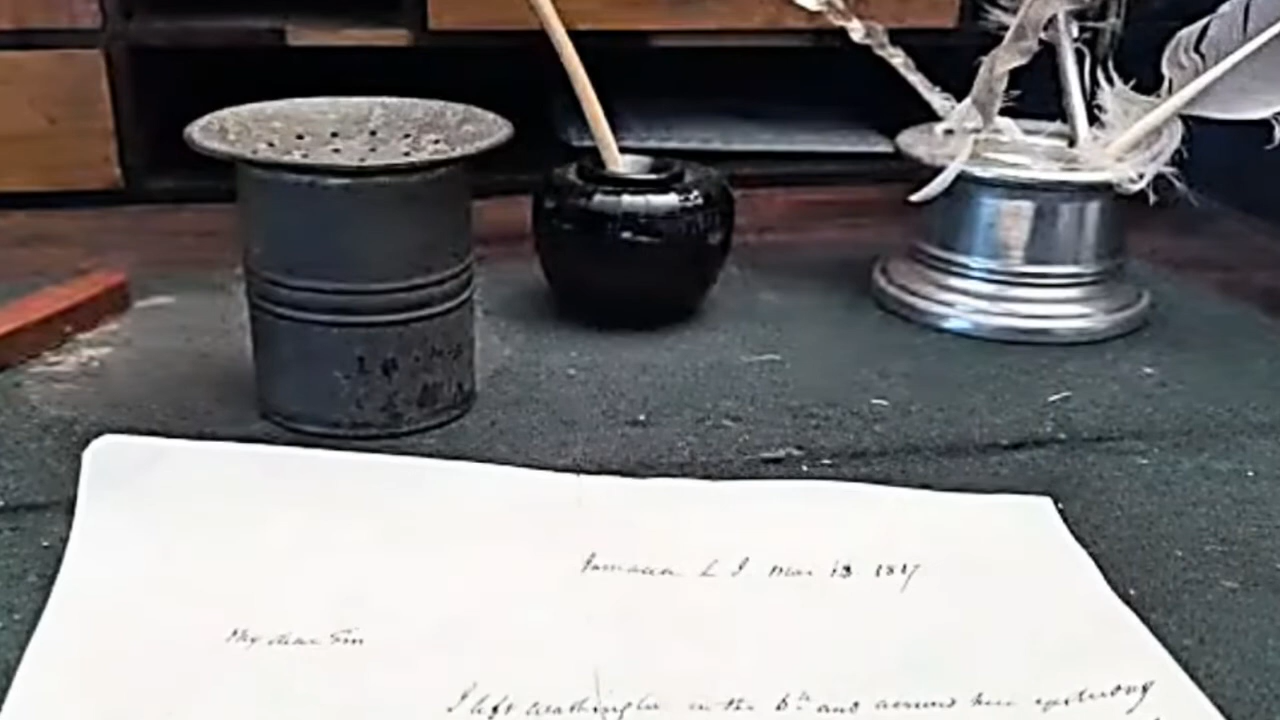 Jamaica L I Mar 13 1817
My dear Sir
I left Washington on the 6th and arrived here yesterday